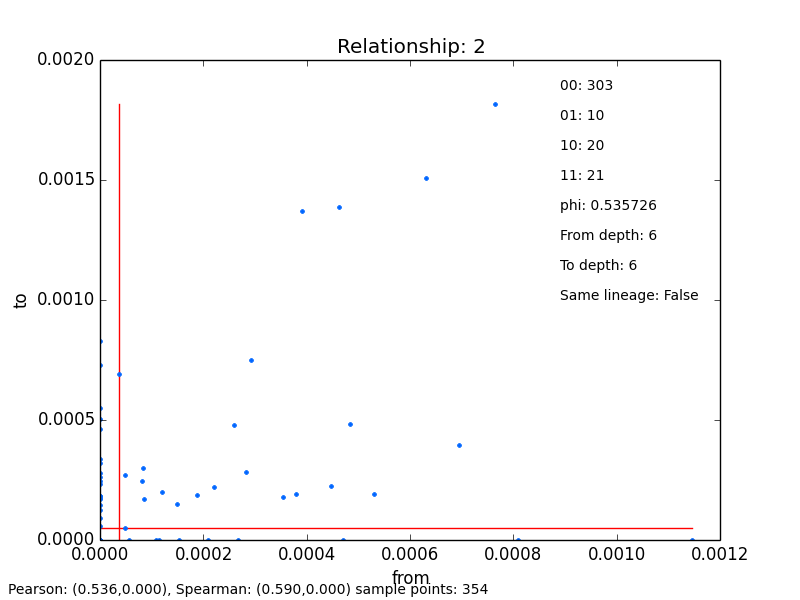 Relationship: 2
0.0020
0.0015
0.0010
0.0005
0.0000
to
00: 303
01: 10
10: 20
11: 21
phi: 0.535726
From depth: 6
To depth: 6
Same lineage: False
0.0000 0.0002 0.0004 0.0006 0.0008 0.0010 0.0012
from
Pearson: (0.536,0.000), Spearman: (0.590,0.000) sample points: 354